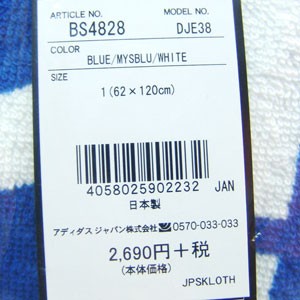 ARTICLE NO. MODEL NO.
BS4828 DJE38
COLOR
BLUE/MYSBLU/WHITE
SIZE
1(62×120cm)
4058025902232 JAN
日本製
アディダス ジャパン株式会社 0570-033-033
2,690円+税
(本体価格)
JPSKLOTH